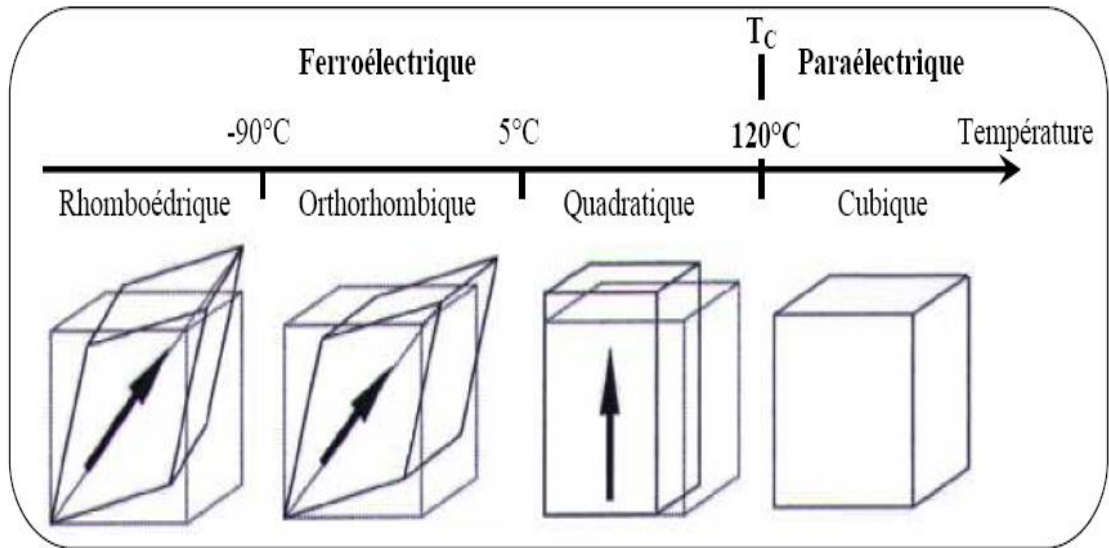 T_C
Ferroélectrique Paraélectrique
-90°C 5°C 120°C Température
Rhomboédrique Orthorhombique Quadratique Cubique